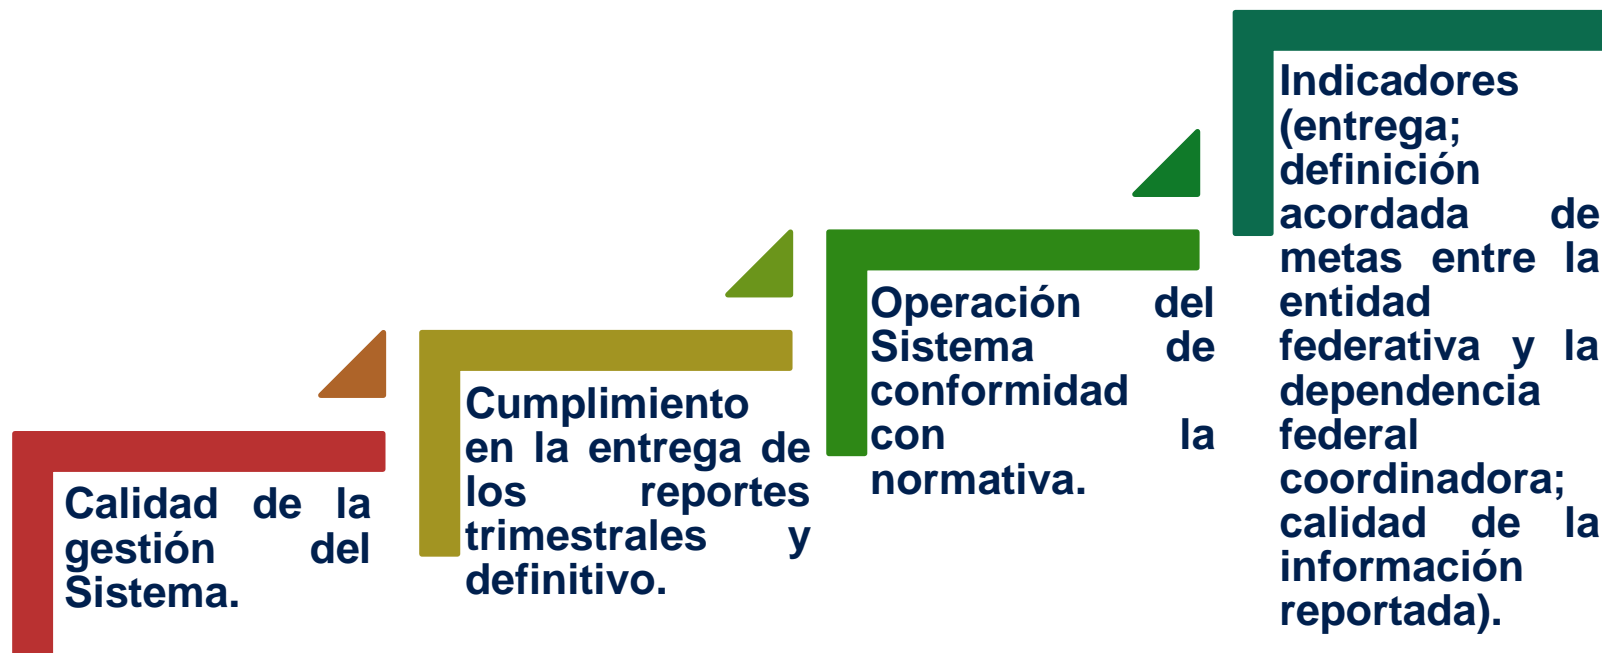 Calidad de la
gestión del
Sistema.
Cumplimiento
en la entrega de
los reportes
trimestrales y
definitivo.
Operación del
Sistema de
conformidad
con la
normativa.
Indicadores
(entrega;
definición
acordada de
metas entre la
entidad
federativa y la
dependencia
federal
coordinadora;
calidad de la
información
reportada).